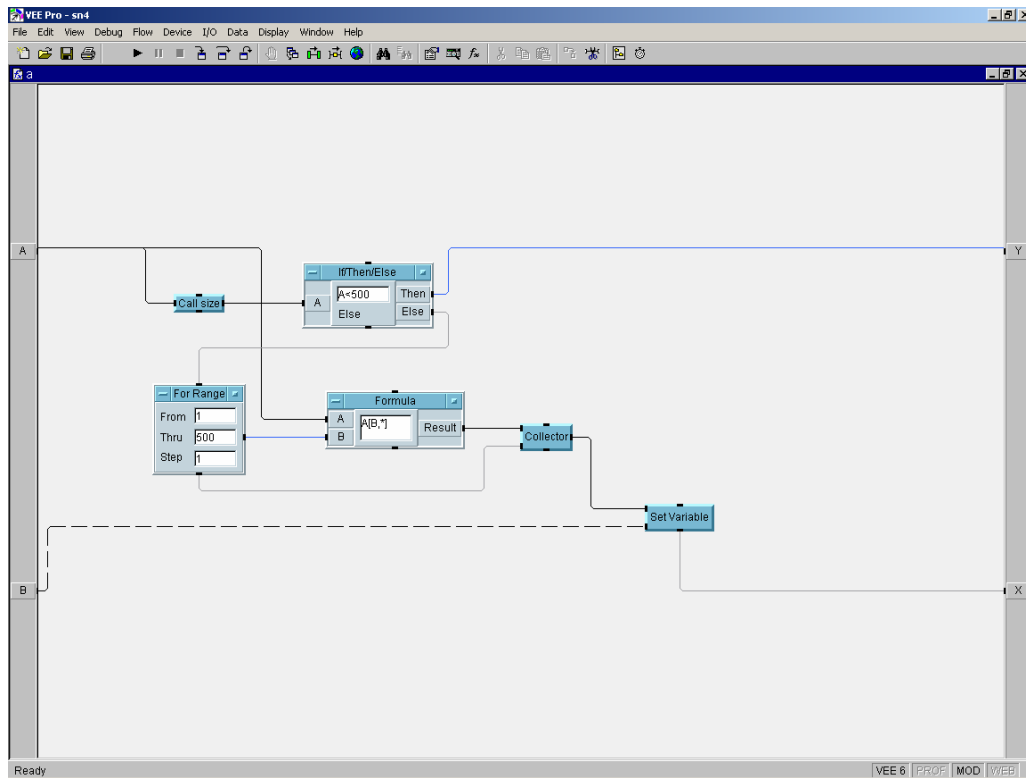 VEE Pro - sn4
File Edit View Debug Flow Device I/O Data Display Window Help
a
A
Y
If/Then/Else
A
A<500
Then
Else
Else
Call size
For Range
From 1
Thru 500
Step 1
Formula
A
B
A[B,*]
Result
Collector
Set Variable
B
X
Ready
VEE 6 PROF MOD WEB